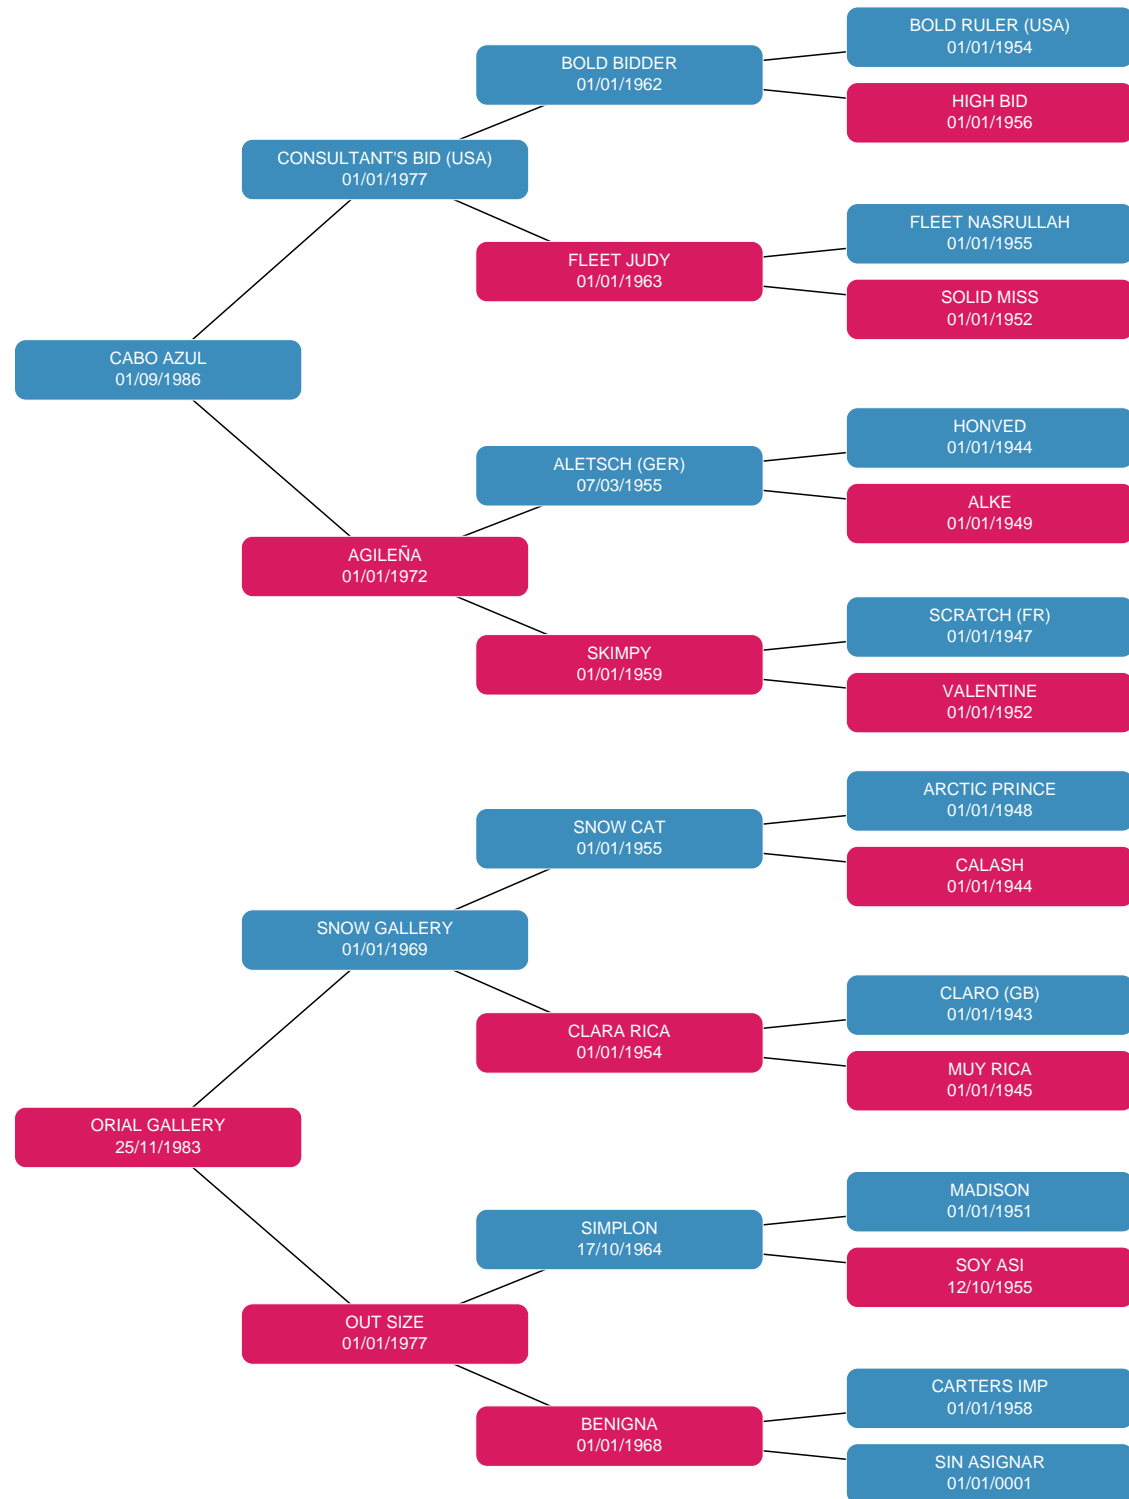 BOLD RULER (USA)
01/01/1954
BOLD BIDDER
01/01/1962
HIGH BID
01/01/1956
CONSULTANT'S BID (USA)
01/01/1977
FLEET NASRULLAH
01/01/1955
FLEET JUDY
01/01/1963
SOLID MISS
01/01/1952
CABO AZUL
01/09/1986
HONVED
01/01/1944
ALETSCH (GER)
07/03/1955
ALKE
01/01/1949
AGILEÑA
01/01/1972
SCRATCH (FR)
01/01/1947
SKIMPY
01/01/1959
VALENTINE
01/01/1952
ARCTIC PRINCE
01/01/1948
SNOW CAT
01/01/1955
CALASH
01/01/1944
SNOW GALLERY
01/01/1969
CLARO (GB)
01/01/1943
CLARA RICA
01/01/1954
MUY RICA
01/01/1945
ORIAL GALLERY
25/11/1983
MADISON
01/01/1951
SIMPLON
17/10/1964
SOY ASI
12/10/1955
OUT SIZE
01/01/1977
CARTERS IMP
01/01/1958
BENIGNA
01/01/1968
SIN ASIGNAR
01/01/0001